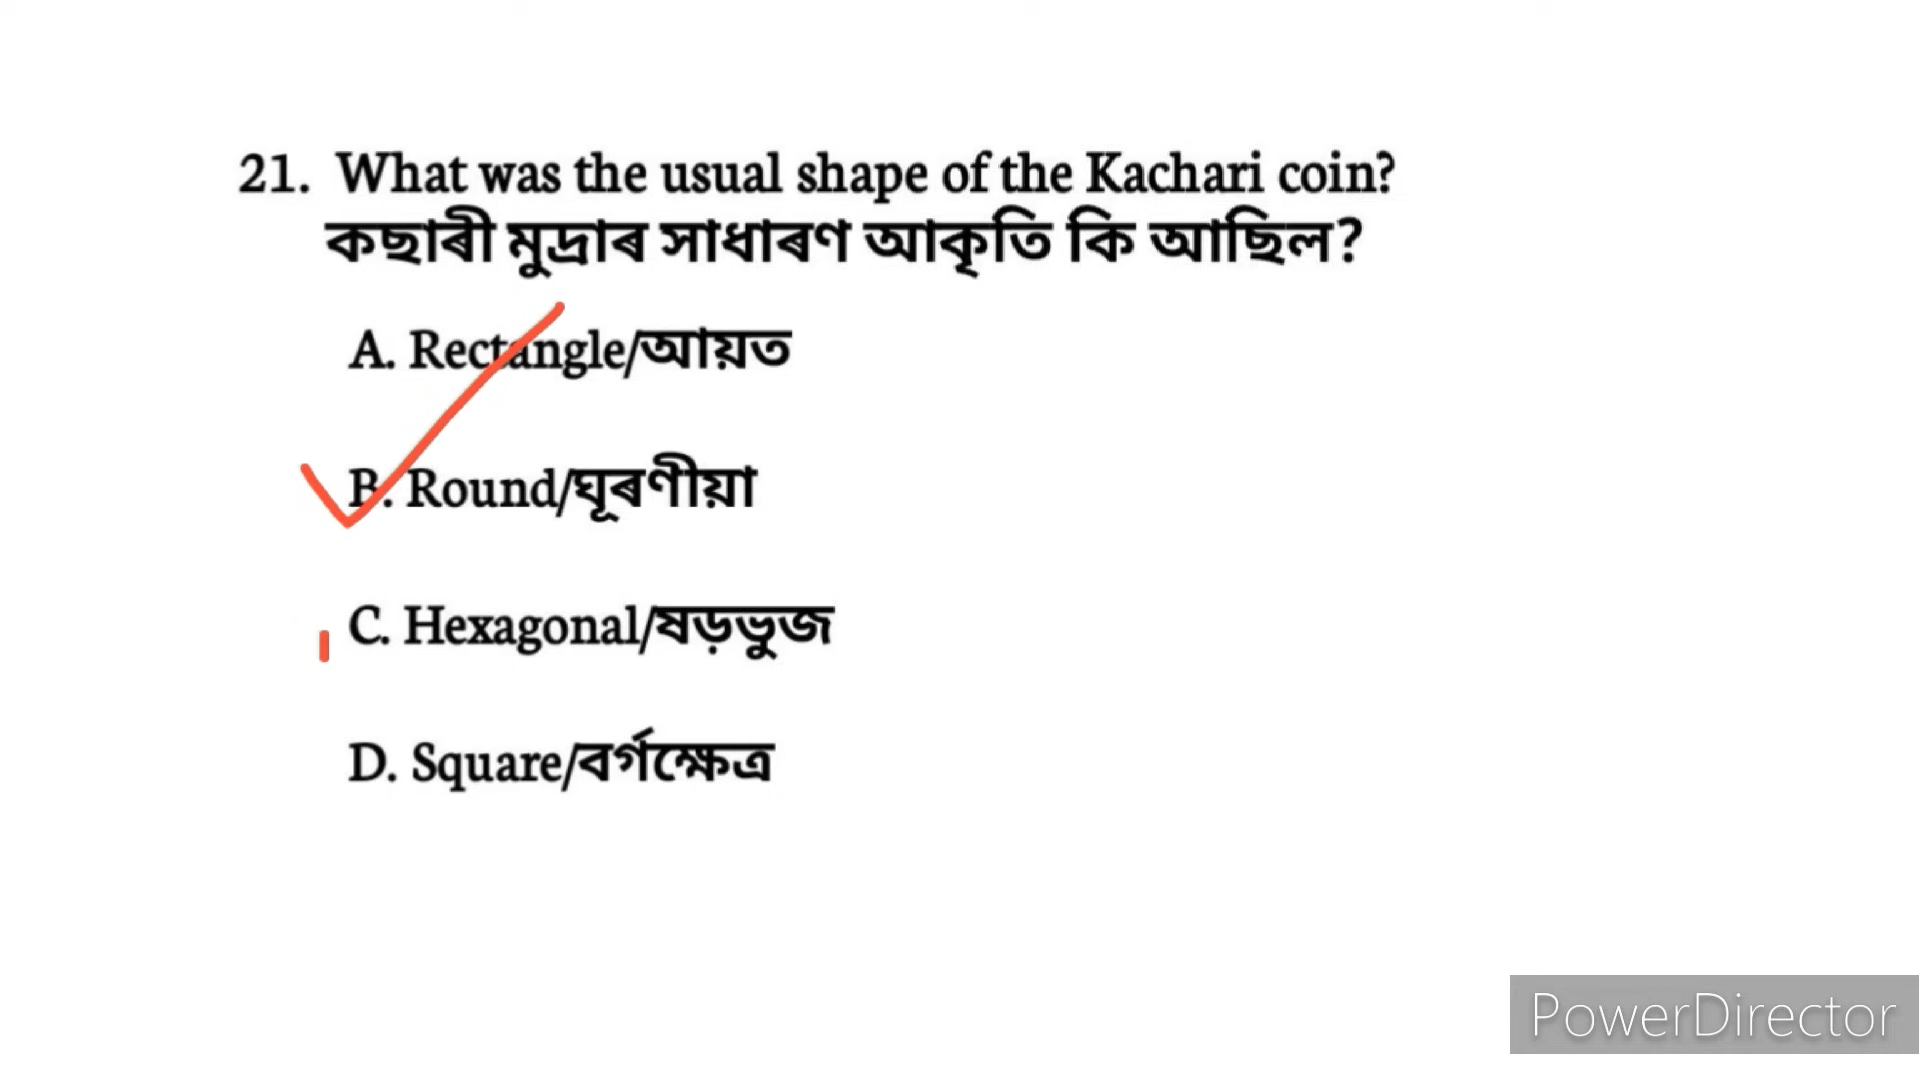 21. What was the usual shape of the Kachari coin?
কছাৰী মুদ্ৰাৰ সাধাৰণ আকৃতি কি আছিল?
A. Rectangle/আয়ত
B. Round/ঘূৰণীয়া
C. Hexagonal/ষড়ভুজ
D. Square/বৰ্গক্ষেত্ৰ
PowerDirector